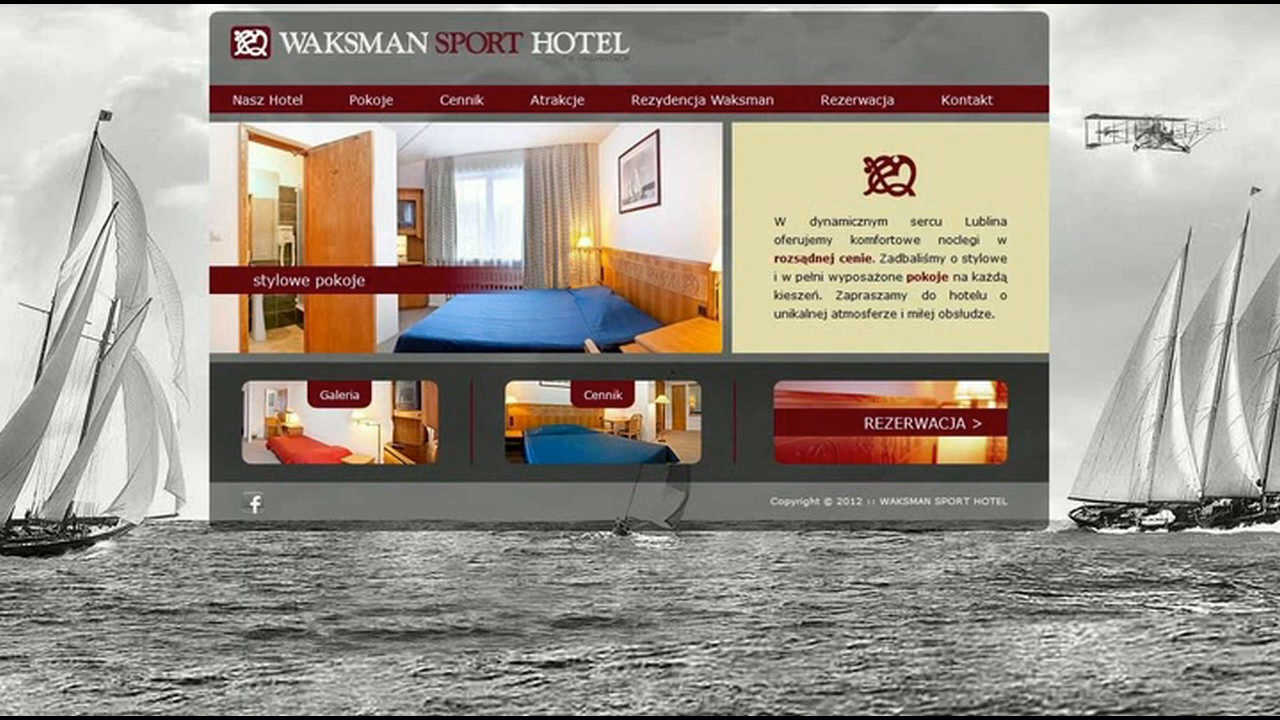 WAKSMAN SPORT HOTEL
Nasz Hotel Pokoje Cennik Atrakcje Rezydencja Waksman Rezerwacja Kontakt
stylowe pokoje
W dynamicznym sercu Lublina
oferujemy komfortowe noclegi w
rozsądnej cenie. Zadbaliśmy o stylowe
i w pełni wyposażone pokoje na każdą
kieszeń. Zapraszamy do hotelu o
unikalnej atmosferze i miłej obsłudze.
Galeria
Cennik
REZERWACJA >
f
Copyright © 2012 :: WAKSMAN SPORT HOTEL